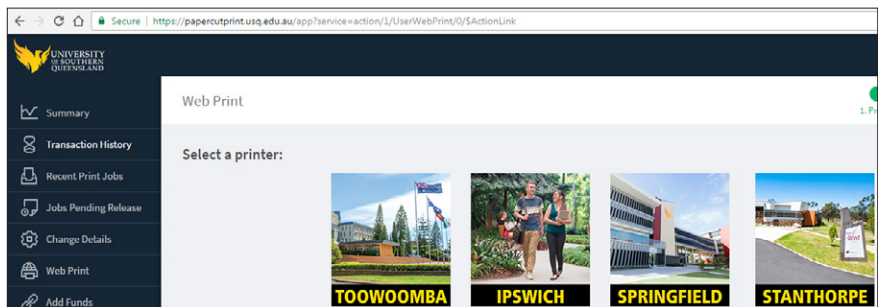 Secure | https://papercutprint.usq.edu.au/app?service=action/1/UserWebPrint/0/$ActionLink
UNIVERSITY
OF SOUTHERN
QUEENSLAND
Summary
Transaction History
Recent Print Jobs
Jobs Pending Release
Change Details
Web Print
Add Funds
Web Print
1.
Select a printer:
TOOWOOMBA
IPSWICH
SPRINGFIELD
STANTHORPE